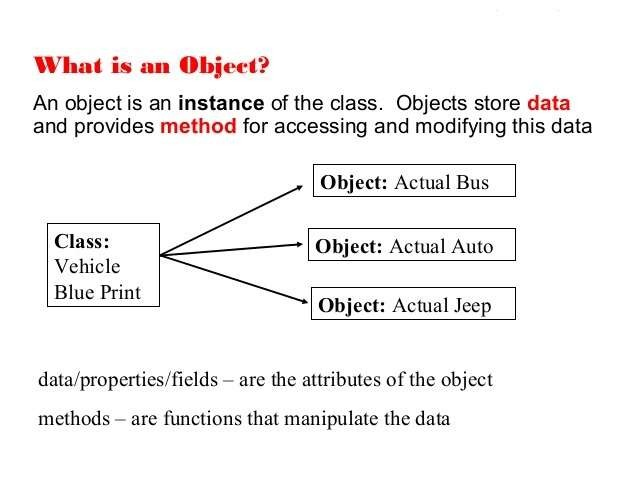 What is an Object?
An object is an instance of the class. Objects store data
and provides method for accessing and modifying this data
Object: Actual Bus
Class:
Vehicle
Blue Print
Object: Actual Auto
Object: Actual Jeep
data/properties/fields – are the attributes of the object
methods – are functions that manipulate the data